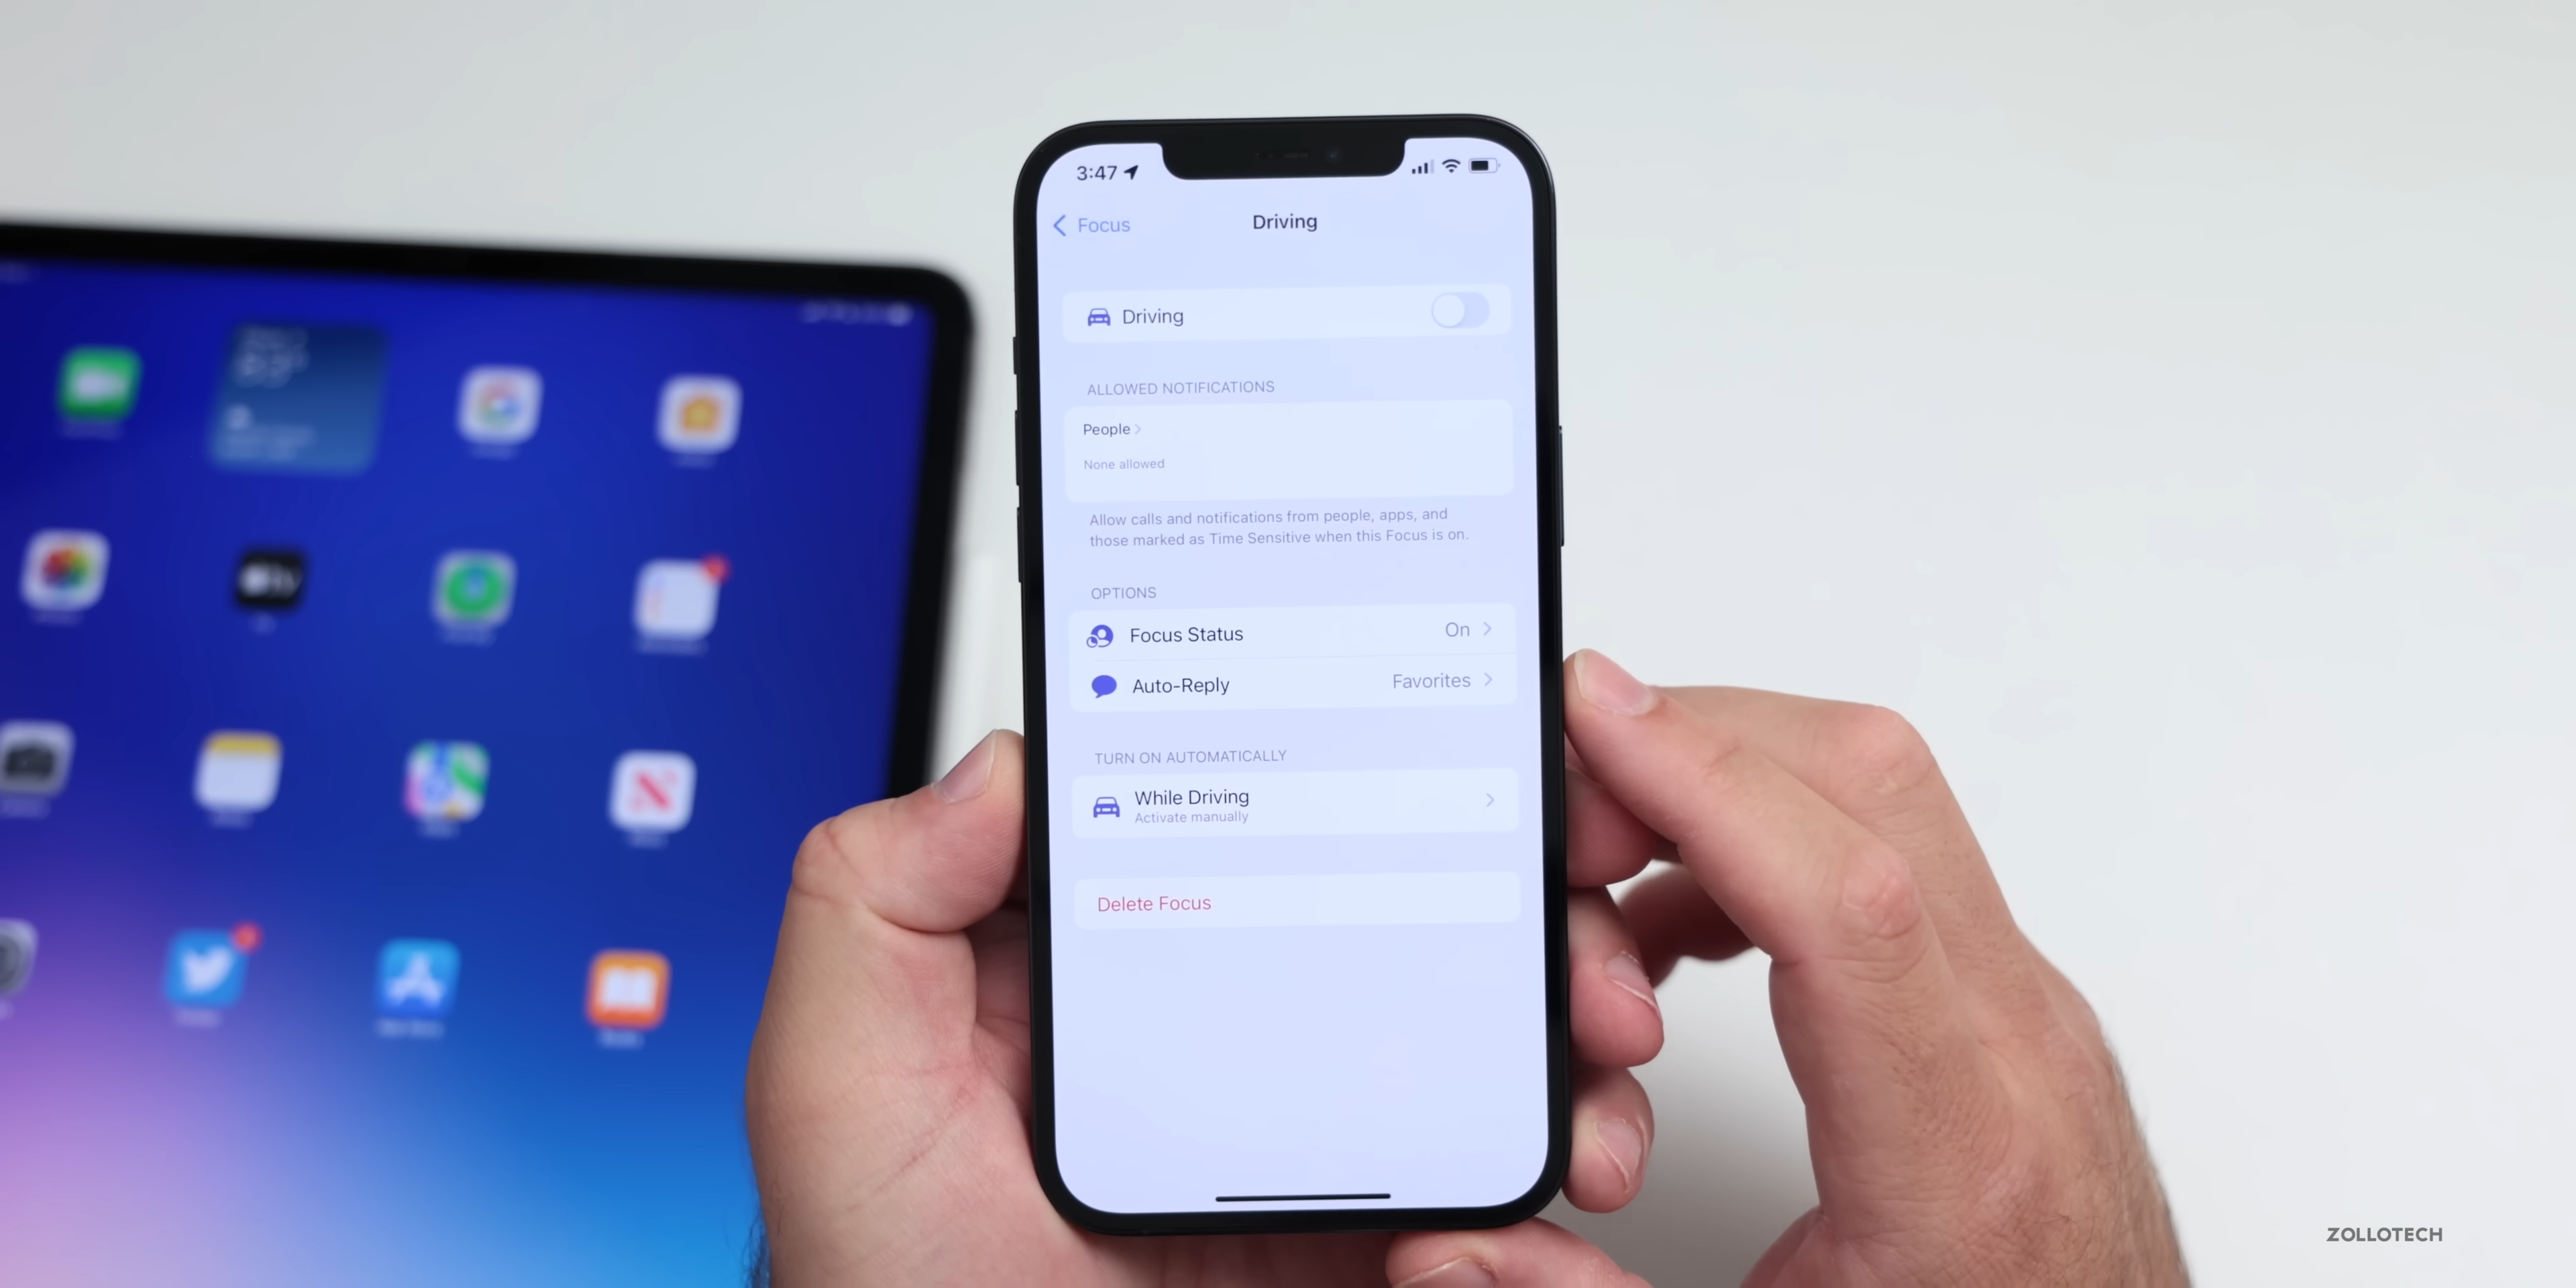 3:47
Focus
Driving
Driving
ALLOWED NOTIFICATIONS
People
None allowed
Allow calls and notifications from people, apps, and
those marked as Time Sensitive when this Focus is on.
OPTIONS
Focus Status On
Auto-Reply Favorites
TURN ON AUTOMATICALLY
While Driving
Activate manually
Delete Focus
ZOLLOTECH